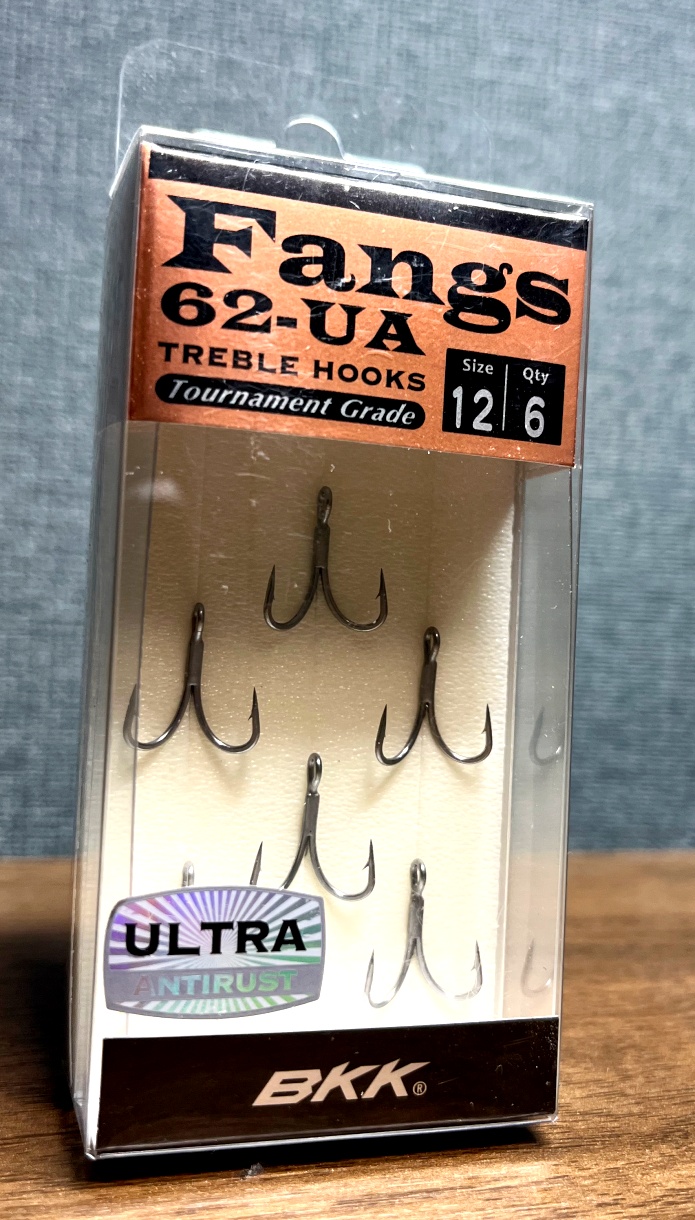 Fangs
62-UA
TREBLE HOOKS
Tournament Grade
Size Qty
12 6
ULTRA
ANTIRUST
BKK®